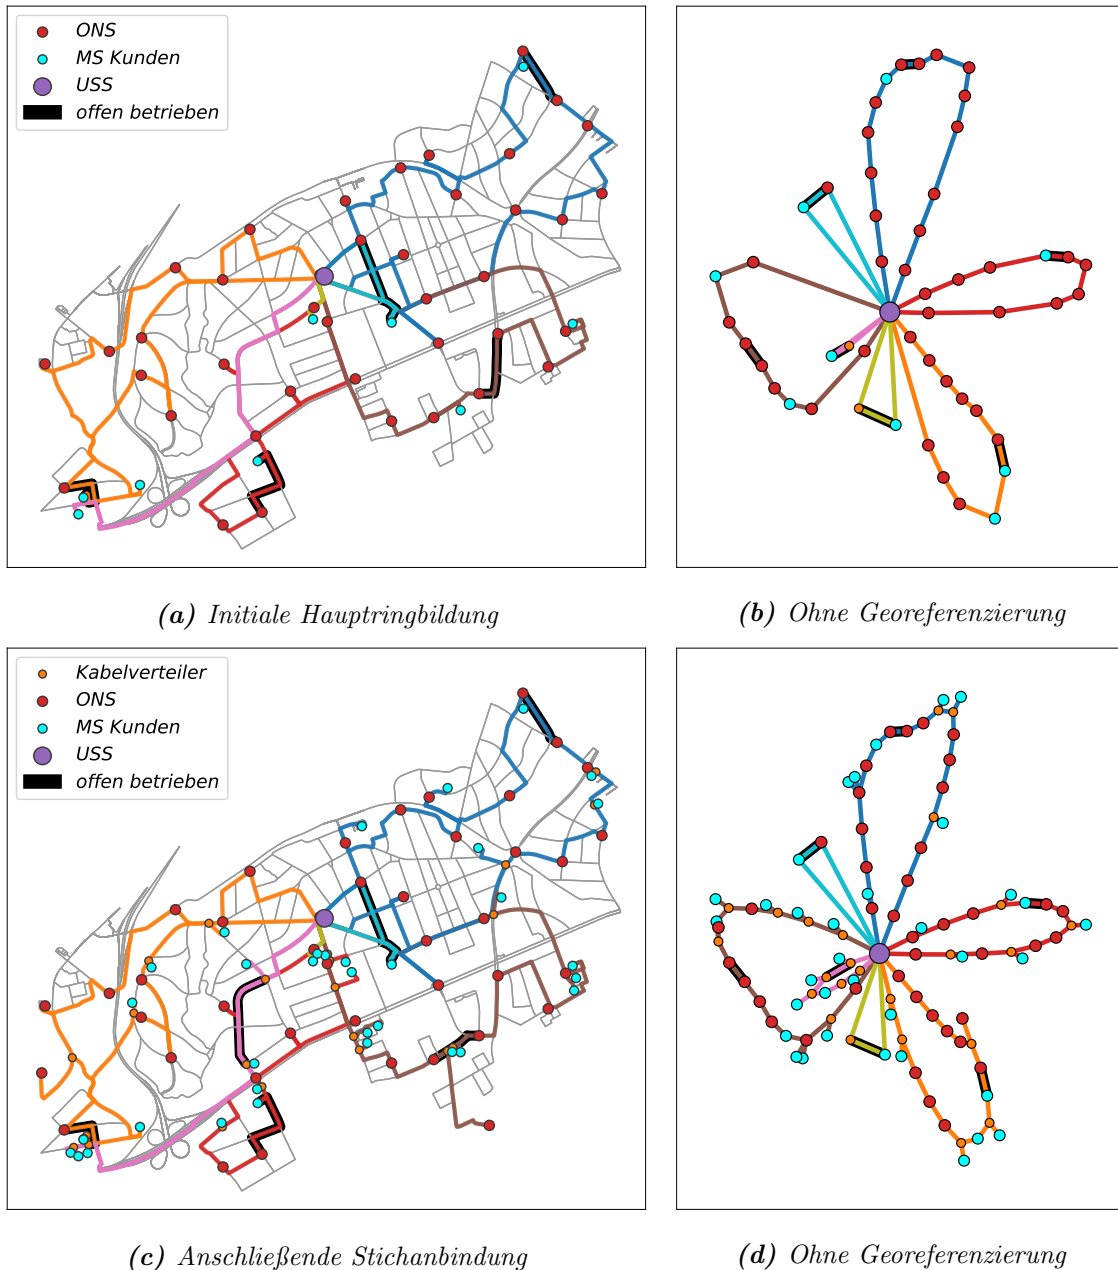 ONS
MS Kunden
USS
offen betrieben
(a) Initiale Hauptringbildung
(b) Ohne Georeferenzierung
Kabelverteiler
ONS
MS Kunden
USS
offen betrieben
(c) Anschließende Stichanbindung
(d) Ohne Georeferenzierung